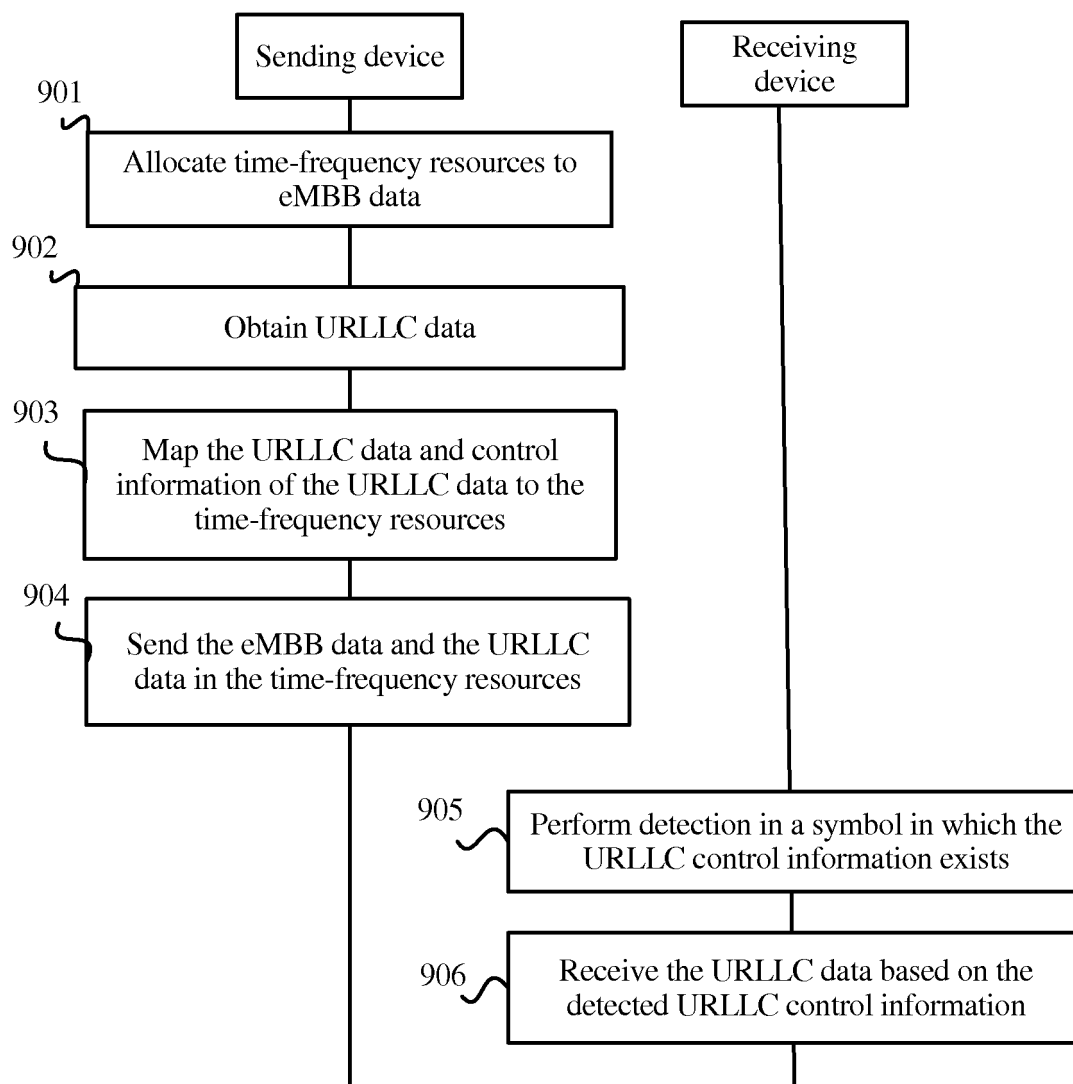 Sending device
Receiving
device
901
Allocate time-frequency resources to
eMBB data
902
Obtain URLLC data
903
Map the URLLC data and control
information of the URLLC data to the
time-frequency resources
904
Send the eMBB data and the URLLC
data in the time-frequency resources
905
Perform detection in a symbol in which the
URLLC control information exists
906
Receive the URLLC data based on the
detected URLLC control information